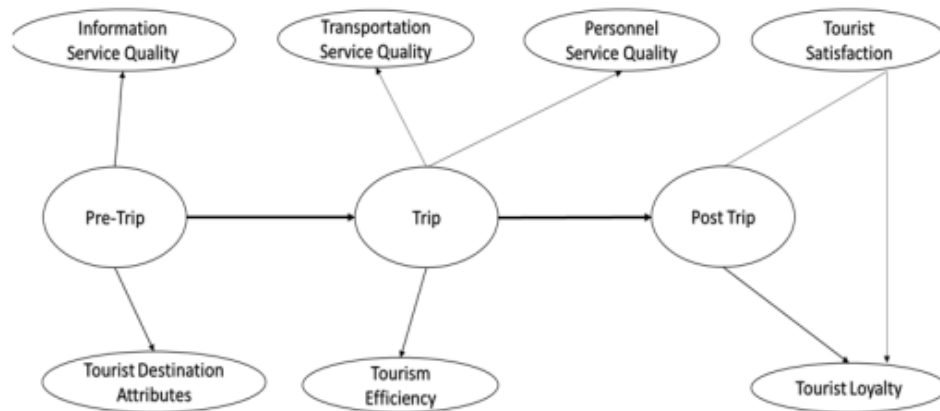 Information
Service Quality
Transportation
Service Quality
Personnel
Service Quality
Tourist
Satisfaction
Pre-Trip
Trip
Post Trip
Tourist Destination
Attributes
Tourism
Efficiency
Tourist Loyalty